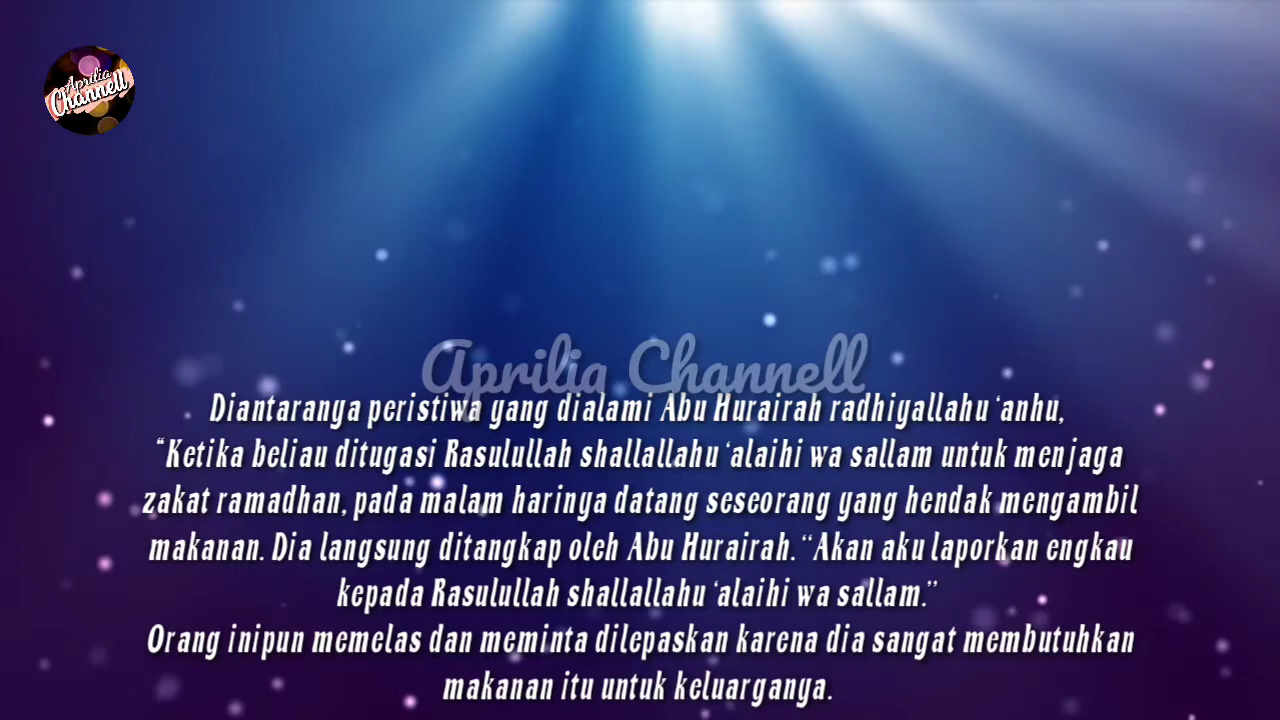 Aprilia
Channell
Aprilia Channell
Diantaranya peristiwa yang dialami Abu Hurairah radhiyallahu ‘anhu,
“Ketika beliau ditugasi Rasulullah shallallahu ‘alaihi wa sallam untuk menjaga
zakat ramadhan, pada malam harinya datang seseorang yang hendak mengambil
makanan. Dia langsung ditangkap oleh Abu Hurairah. “Akan aku laporkan engkau
kepada Rasulullah shallallahu ‘alaihi wa sallam.”
Orang inipun memelas dan meminta dilepaskan karena dia sangat membutuhkan
makanan itu untuk keluarganya.